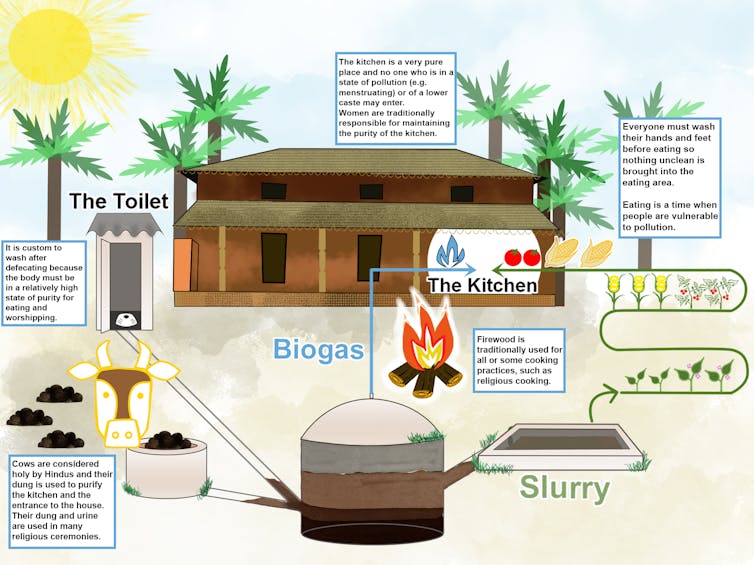 The kitchen is a very pure
place and no one who is in a
state of pollution (e.g.
menstruating) or of a lower
caste may enter.
Women are traditionally
responsible for maintaining
the purity of the kitchen.
Everyone must wash
their hands and feet
before eating so
nothing unclean is
brought into the
eating area.
Eating is a time when
people are vulnerable
to pollution.
The Toilet
It is custom to
wash after
defecating because
the body must be
in a relatively high
state of purity for
eating and
worshipping.
The Kitchen
Biogas
Firewood is
traditionally used for
all or some cooking
practices, such as
religious cooking.
Cows are considered
holy by Hindus and their
dung is used to purify
the kitchen and the
entrance to the house.
Their dung and urine
are used in many
religious ceremonies.
Slurry